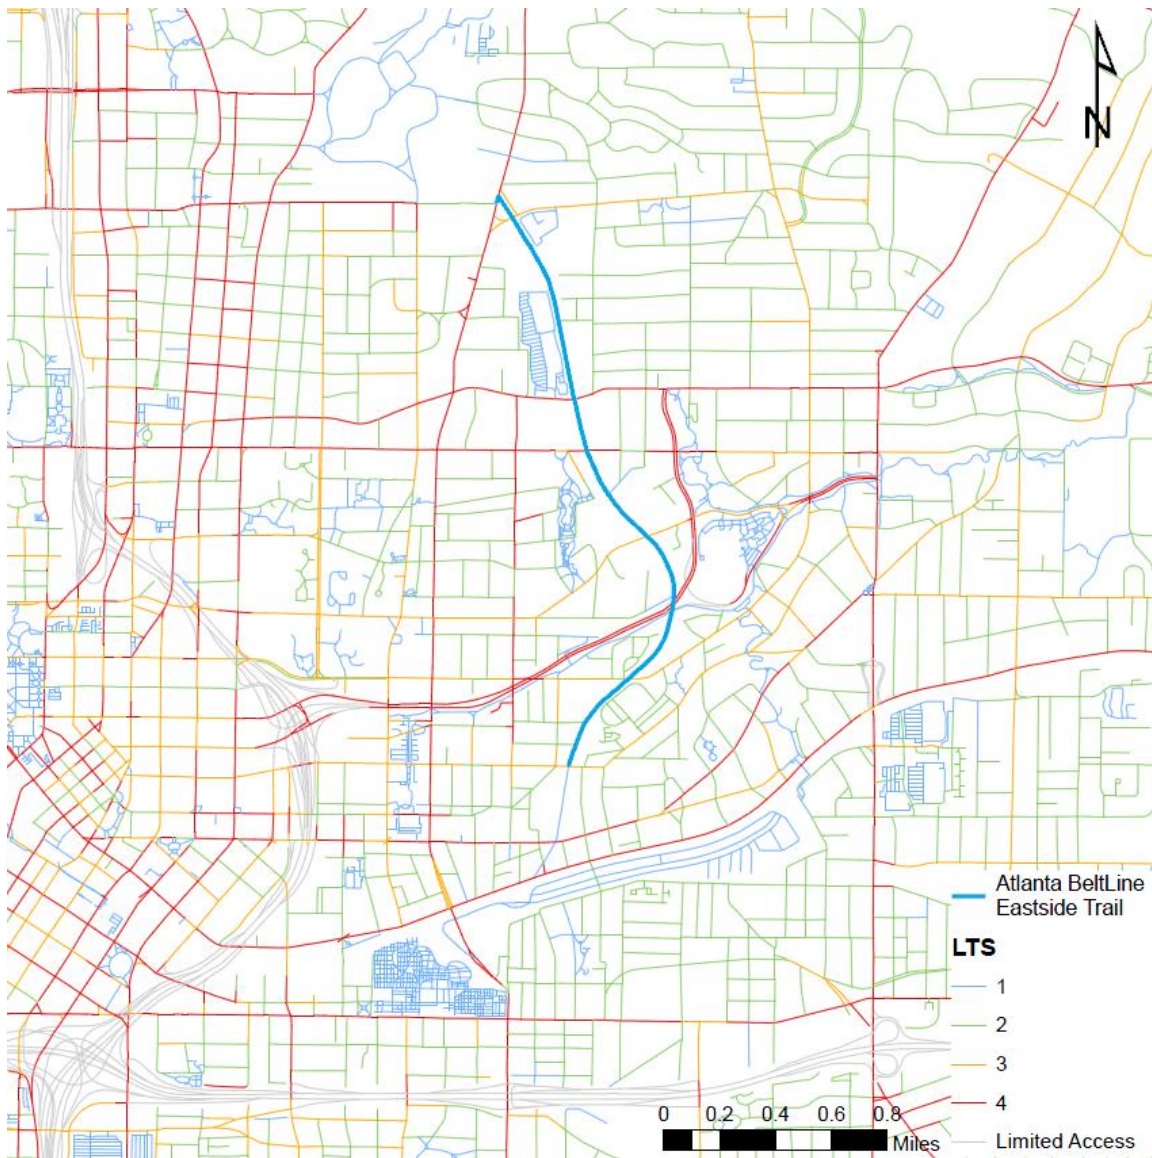 N
Atlanta BeltLine
Eastside Trail
LTS
1
2
3
4
Limited Access
0 0.2 0.4 0.6 0.8
Miles